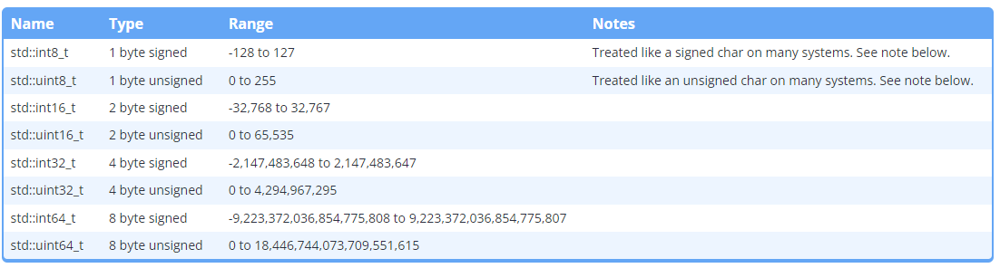 Name Type Range Notes
std::int8_t 1 byte signed -128 to 127 Treated like a signed char on many systems. See note below.
std::uint8_t 1 byte unsigned 0 to 255 Treated like an unsigned char on many systems. See note below.
std::int16_t 2 byte signed -32,768 to 32,767
std::uint16_t 2 byte unsigned 0 to 65,535
std::int32_t 4 byte signed -2,147,483,648 to 2,147,483,647
std::uint32_t 4 byte unsigned 0 to 4,294,967,295
std::int64_t 8 byte signed -9,223,372,036,854,775,808 to 9,223,372,036,854,775,807
std::uint64_t 8 byte unsigned 0 to 18,446,744,073,709,551,615